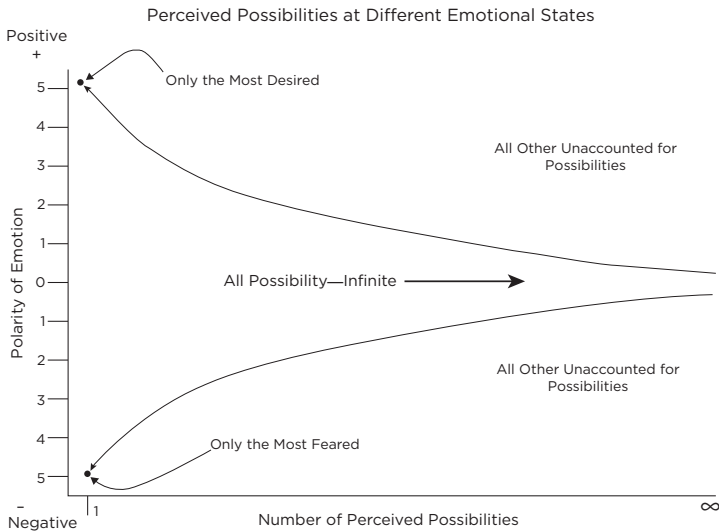 Perceived Possibilities at Different Emotional States
Positive
+
Only the Most Desired
5
4
All Other Unaccounted for
Possibilities
3
2
1
Polarity of Emotion
0
All Possibility—Infinite
1
2
All Other Unaccounted for
Possibilities
3
4
Only the Most Feared
5
–
Negative
1
Number of Perceived Possibilities
∞